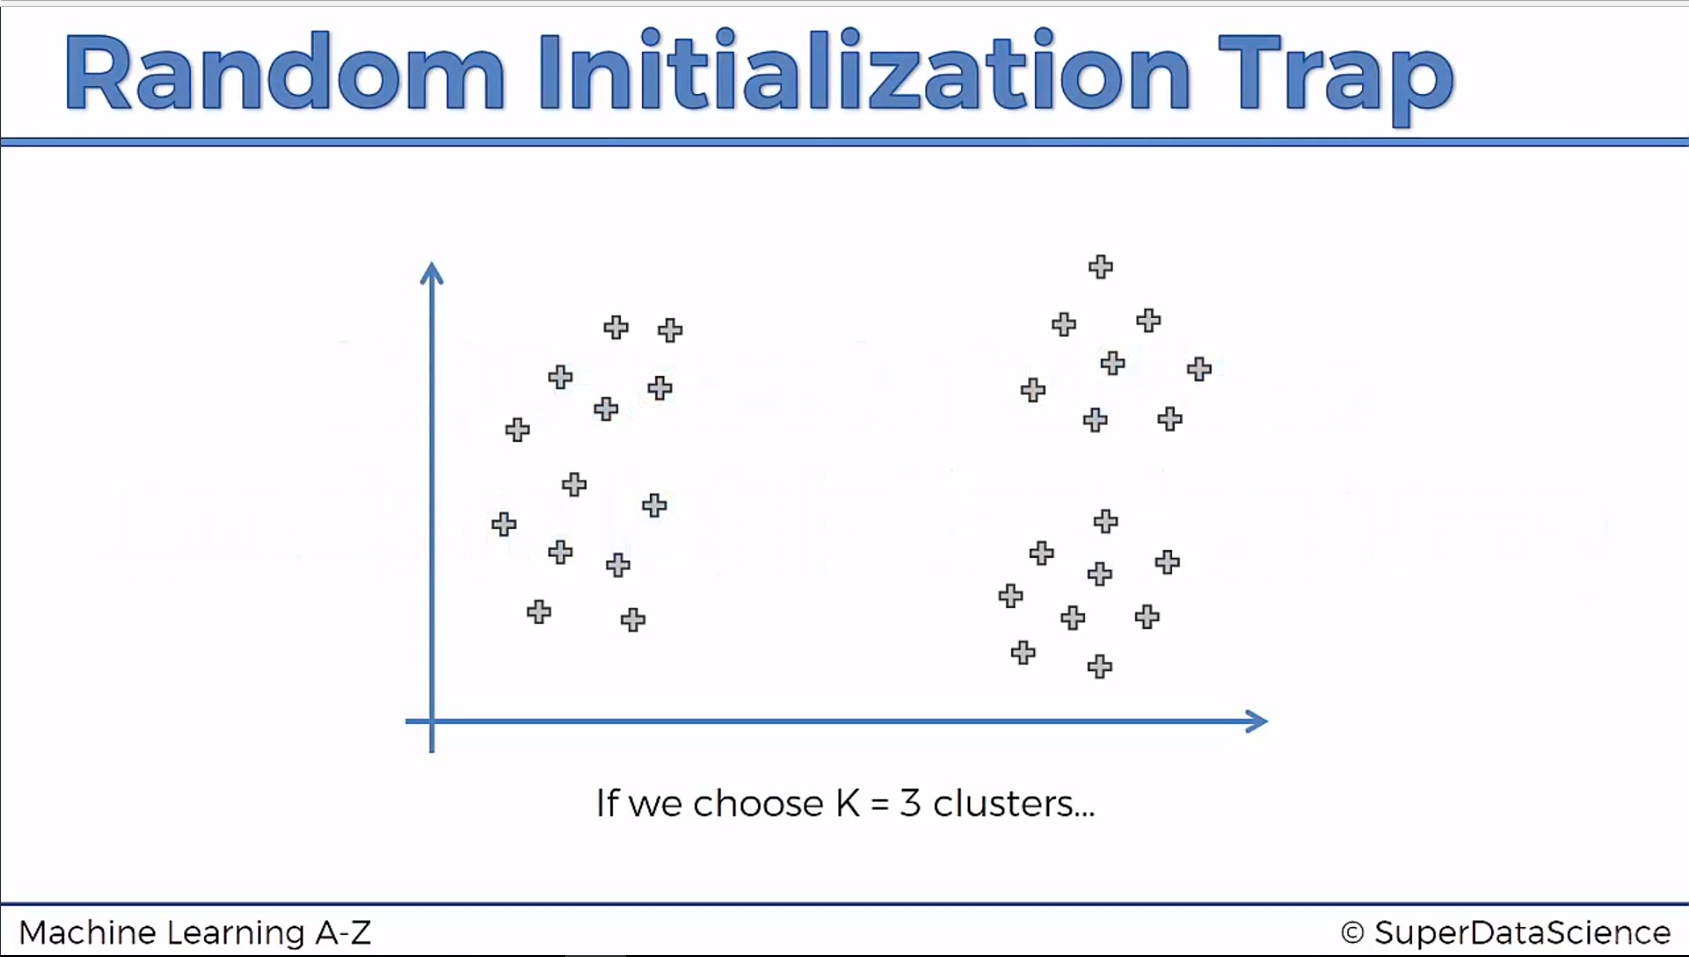 Random Initialization Trap
If we choose K = 3 clusters...
Machine Learning A-Z
© SuperDataScience